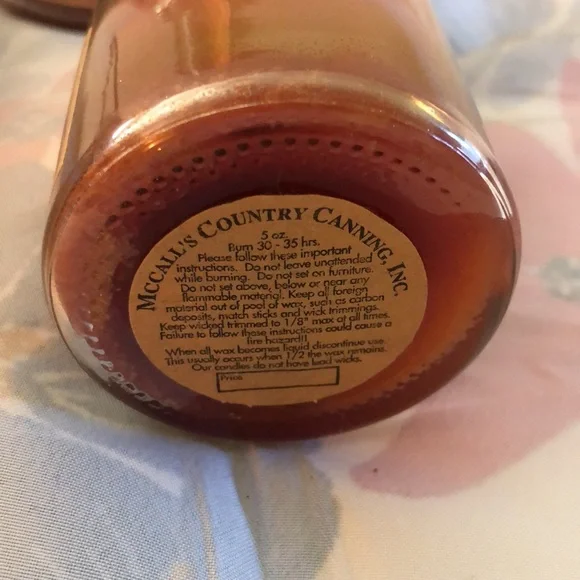 McCall's Country Canning, Inc.
5 oz.
Burn 30 - 35 hrs.
Please follow these important
instructions. Do not leave unattended
while burning. Do not set on furniture.
Do not set above, below or near any
flammable material. Keep all foreign
material out of pool of wax, such as carbon
deposits, match sticks and wick trimmings.
Keep wicked trimmed to 1/8" max at all times.
Failure to follow these instructions could cause a
fire hazard!!
When all wax becomes liquid discontinue use.
This usually occurs when 1/2 the wax remains.
Our candles do not have lead wicks.
Price